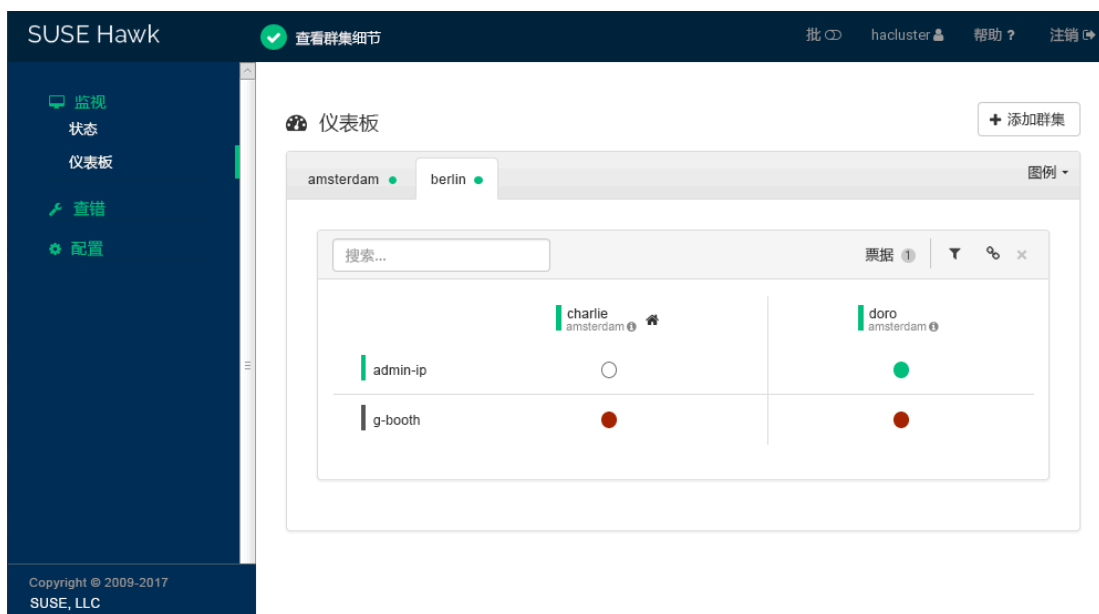 SUSE Hawk
查看群集细节
批 hacluster 帮助 ? 注销
监视
状态
仪表板
查错
配置
Copyright © 2009-2017
SUSE, LLC
仪表板
+ 添加群集
amsterdam berlin 图例
搜索...
票据 1
charlie doro
amsterdam amsterdam
admin-ip
g-booth